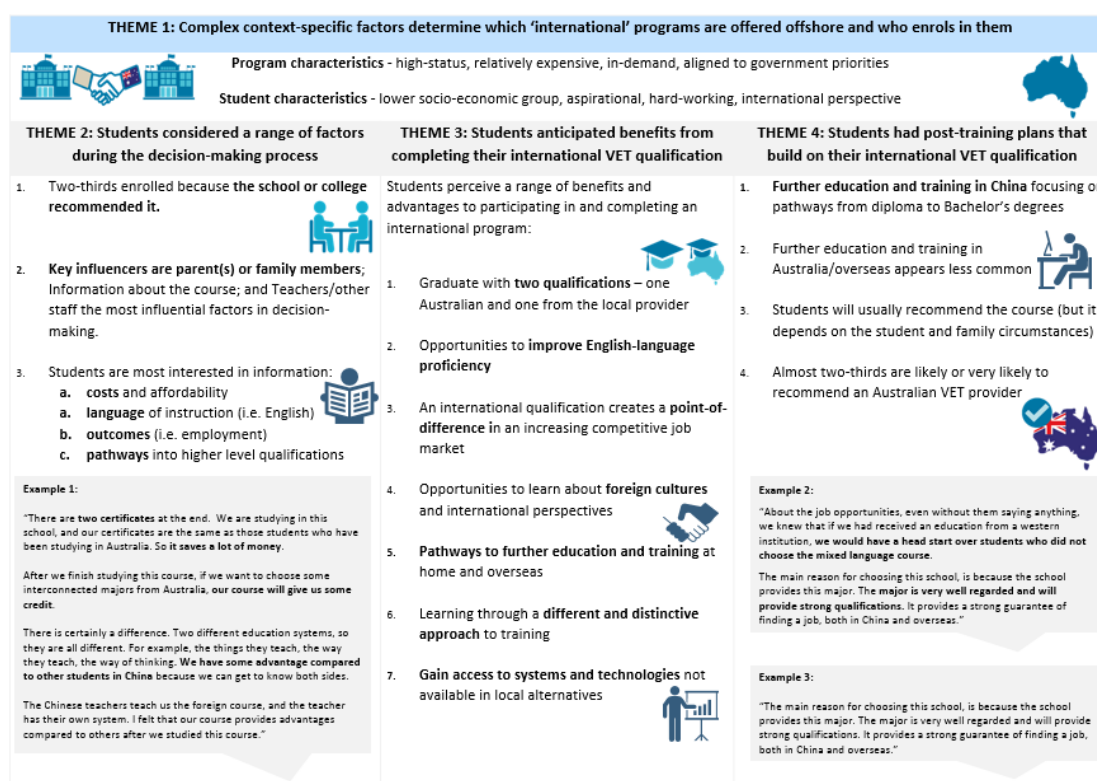 THEME 1: Complex context-specific factors determine which ‘international’ programs are offered offshore and who enrols in them
Program characteristics - high-status, relatively expensive, in-demand, aligned to government priorities
Student characteristics - lower socio-economic group, aspirational, hard-working, international perspective
THEME 2: Students considered a range of factors
during the decision-making process
1. Two-thirds enrolled because the school or college
recommended it.
2. Key influencers are parent(s) or family members;
Information about the course; and Teachers/other
staff the most influential factors in decision-
making.
3. Students are most interested in information:
a. costs and affordability
a. language of instruction (i.e. English)
b. outcomes (i.e. employment)
c. pathways into higher level qualifications
Example 1:
“There are two certificates at the end. We are studying in this
school, and our certificates are the same as those students who have
been studying in Australia. So it saves a lot of money.
After we finish studying this course, if we want to choose some
interconnected majors from Australia, our course will give us some
credit.
There is certainly a difference. Two different education systems, so
they are all different. For example, the things they teach, the way
they teach, the way of thinking. We have some advantage compared
to other students in China because we can get to know both sides.
The Chinese teachers teach us the foreign course, and the teacher
has their own system. I felt that our course provides advantages
compared to others after we studied this course.”
THEME 3: Students anticipated benefits from
completing their international VET qualification
Students perceive a range of benefits and
advantages to participating in and completing an
international program:
1. Graduate with two qualifications – one
Australian and one from the local provider
2. Opportunities to improve English-language
proficiency
3. An international qualification creates a point-of-
difference in an increasing competitive job
market
4. Opportunities to learn about foreign cultures
and international perspectives
5. Pathways to further education and training at
home and overseas
6. Learning through a different and distinctive
approach to training
7. Gain access to systems and technologies not
available in local alternatives
THEME 4: Students had post-training plans that
build on their international VET qualification
1. Further education and training in China focusing o
pathways from diploma to Bachelor’s degrees
2. Further education and training in
Australia/overseas appears less common
3. Students will usually recommend the course (but it
depends on the student and family circumstances)
4. Almost two-thirds are likely or very likely to
recommend an Australian VET provider
Example 2:
“About the job opportunities, even without them saying anything,
we knew that if we had received an education from a western
institution, we would have a head start over students who did not
choose the mixed language course.
The main reason for choosing this school, is because the school
provides this major. The major is very well regarded and will
provide strong qualifications. It provides a strong guarantee of
finding a job, both in China and overseas.”
Example 3:
“The main reason for choosing this school, is because the school
provides this major. The major is very well regarded and will provide
strong qualifications. It provides a strong guarantee of finding a job,
both in China and overseas.”